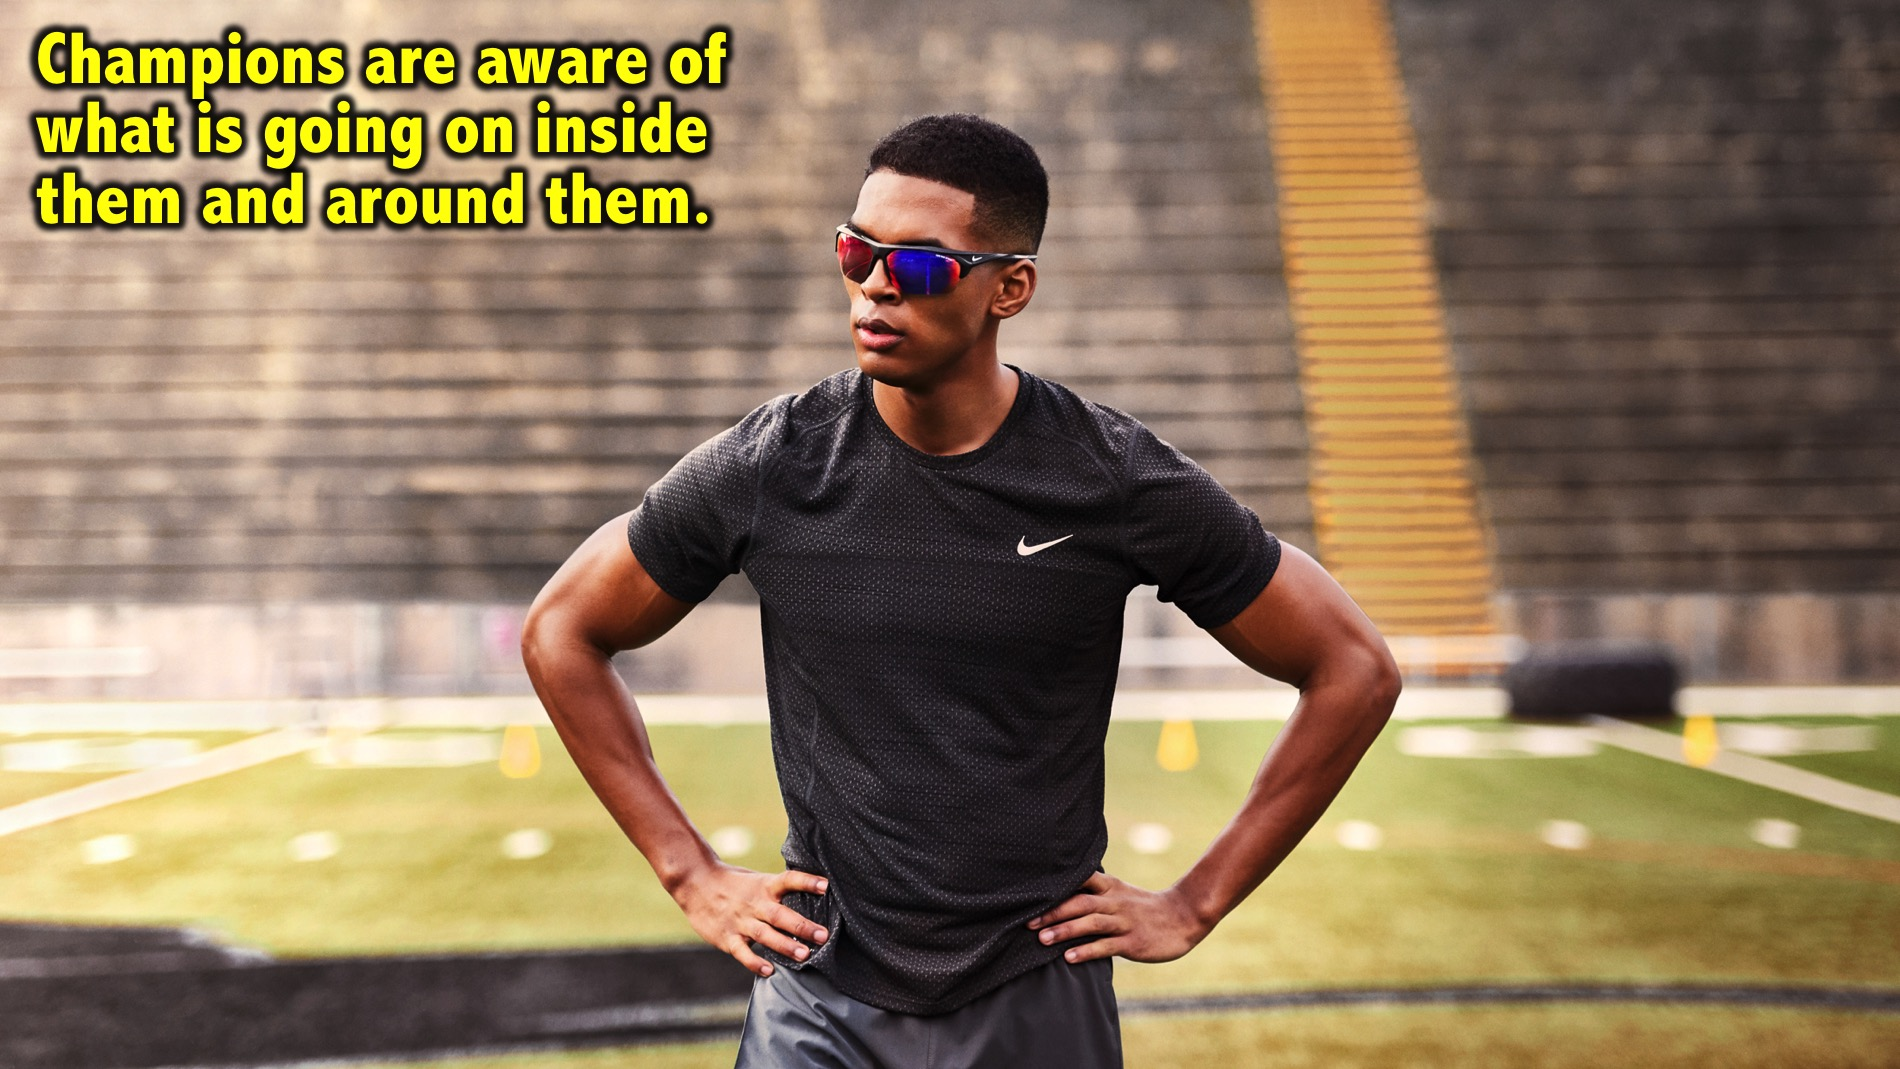 Champions are aware of
what is going on inside
them and around them.